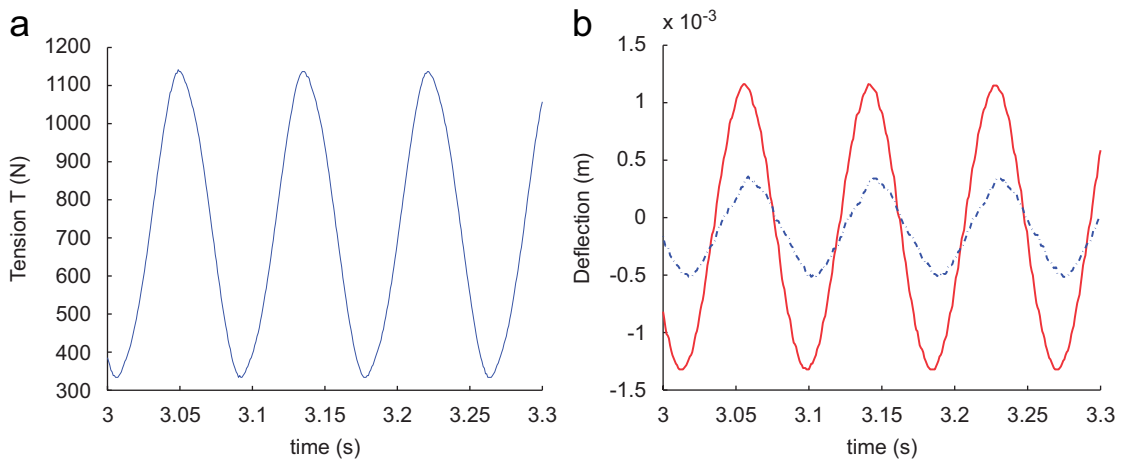 a
1200
1100
1000
900
800
700
600
500
400
300
Tension T (N)
3 3.05 3.1 3.15 3.2 3.25 3.3
time (s)
b
x 10⁻³
1.5
1
0.5
0
-0.5
-1
-1.5
Deflection (m)
3 3.05 3.1 3.15 3.2 3.25 3.3
time (s)